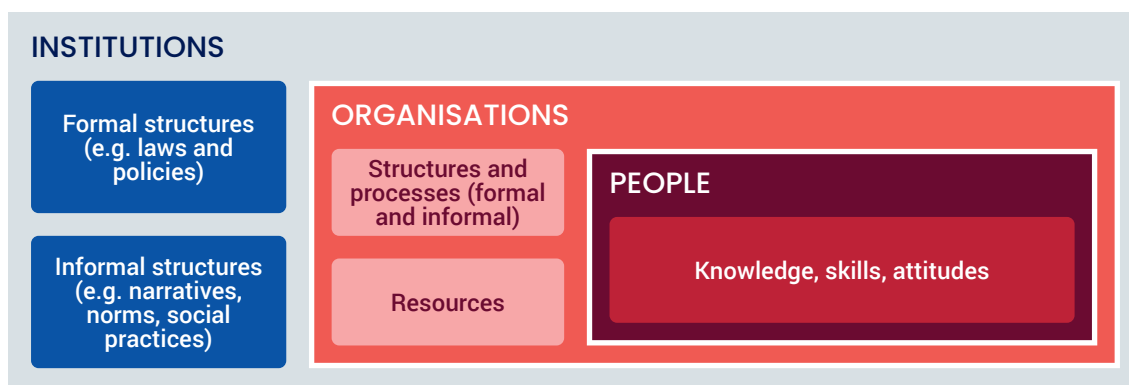 INSTITUTIONS
Formal structures
(e.g. laws and
policies)
Informal structures
(e.g. narratives,
norms, social
practices)
ORGANISATIONS
Structures and
processes (formal
and informal)
Resources
PEOPLE
Knowledge, skills, attitudes